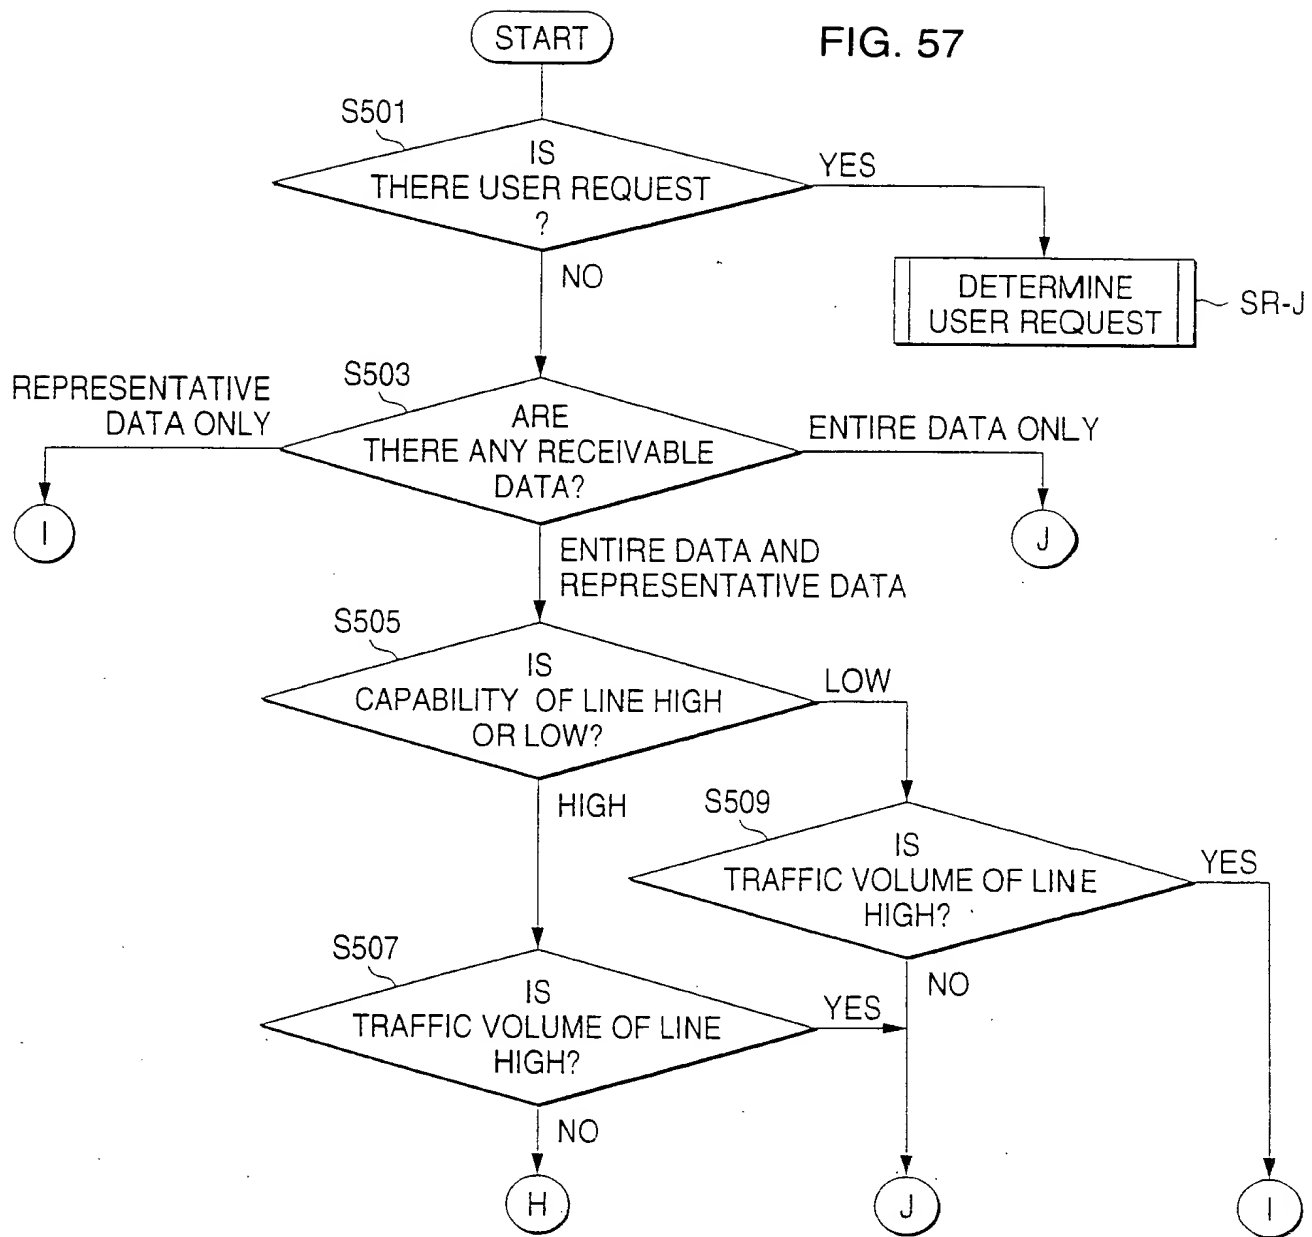 START
FIG. 57
S501
IS
THERE USER REQUEST
?
YES
NO
DETERMINE
USER REQUEST
SR-J
S503
REPRESENTATIVE
DATA ONLY
ARE
THERE ANY RECEIVABLE
DATA?
ENTIRE DATA ONLY
I
J
ENTIRE DATA AND
REPRESENTATIVE DATA
S505
IS
CAPABILITY OF LINE HIGH
OR LOW?
LOW
HIGH
S509
IS
TRAFFIC VOLUME OF LINE
HIGH?
YES
NO
S507
IS
TRAFFIC VOLUME OF LINE
HIGH?
YES
NO
H
J
I